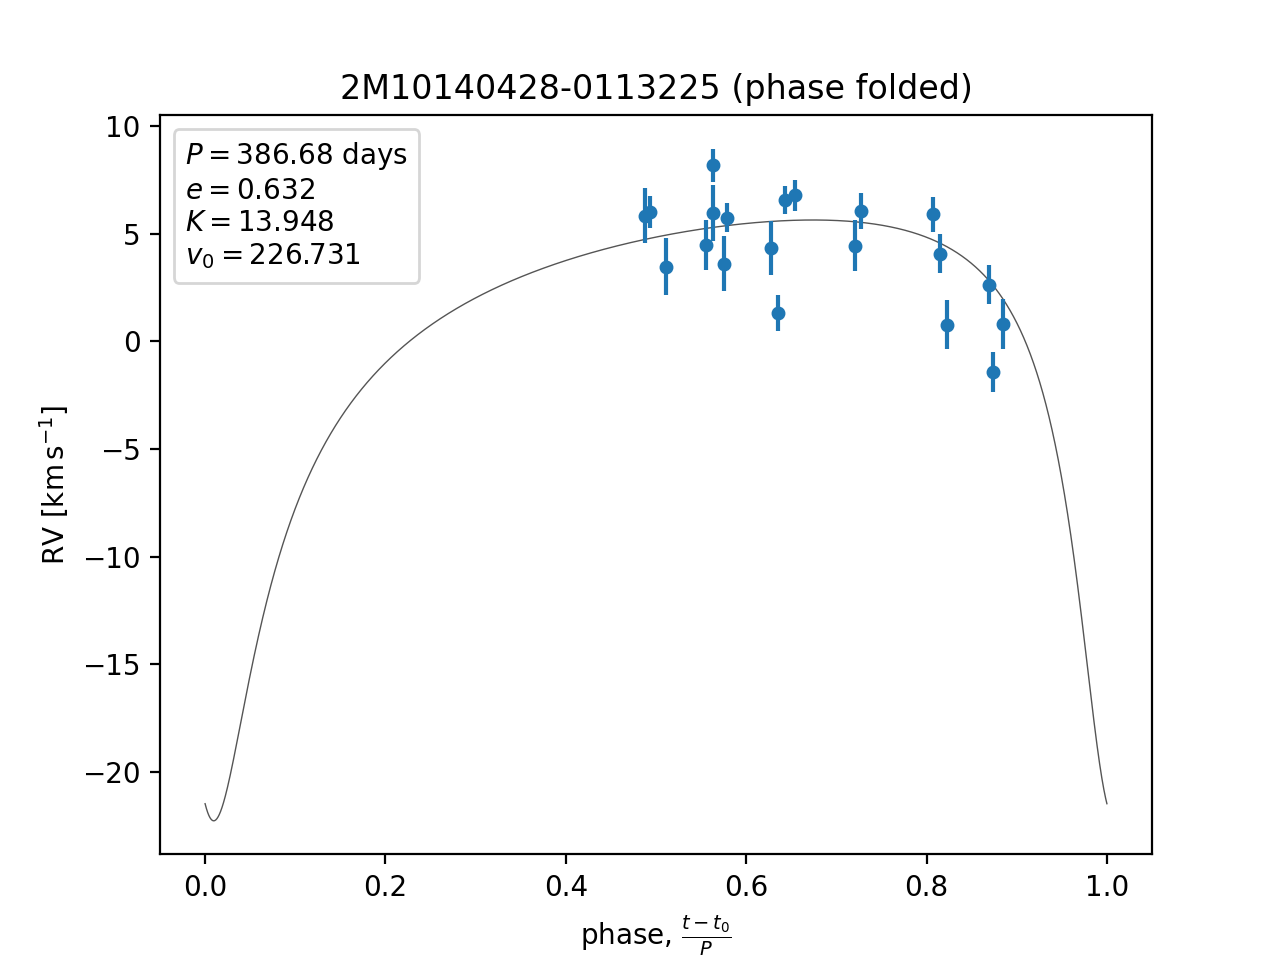 2M10140428-0113225 (phase folded)
P = 386.68 days
e = 0.632
K = 13.948
v₀ = 226.731
10
5
0
−5
−10
−15
−20
RV [km s⁻¹]
0.0 0.2 0.4 0.6 0.8 1.0
phase, (t − t₀)/P